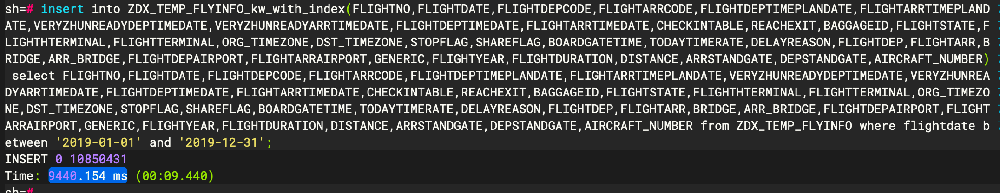 sh=# insert into ZDX_TEMP_FLYINFO_kw_with_index(FLIGHTNO,FLIGHTDATE,FLIGHTDEPCODE,FLIGHTARRCODE,FLIGHTDEPTIMEPLANDATE,FLIGHTARRTIMEPLAND
ATE,VERYZHUNREADYDEPTIMEDATE,VERYZHUNREADYARRTIMEDATE,FLIGHTDEPTIMEDATE,FLIGHTARRTIMEDATE,CHECKINTABLE,REACHEXIT,BAGGAGEID,FLIGHTSTATE,F
LIGHTHTERMINAL,FLIGHTTERMINAL,ORG_TIMEZONE,DST_TIMEZONE,STOPFLAG,SHAREFLAG,BOARDGATETIME,TODAYTIMERATE,DELAYREASON,FLIGHTDEP,FLIGHTARR,B
RIDGE,ARR_BRIDGE,FLIGHTDEPAIRPORT,FLIGHTARRAIRPORT,GENERIC,FLIGHTYEAR,FLIGHTDURATION,DISTANCE,ARRSTANDGATE,DEPSTANDGATE,AIRCRAFT_NUMBER)
 select FLIGHTNO,FLIGHTDATE,FLIGHTDEPCODE,FLIGHTARRCODE,FLIGHTDEPTIMEPLANDATE,FLIGHTARRTIMEPLANDATE,VERYZHUNREADYDEPTIMEDATE,VERYZHUNREA
DYARRTIMEDATE,FLIGHTDEPTIMEDATE,FLIGHTARRTIMEDATE,CHECKINTABLE,REACHEXIT,BAGGAGEID,FLIGHTSTATE,FLIGHTHTERMINAL,FLIGHTTERMINAL,ORG_TIMEZO
NE,DST_TIMEZONE,STOPFLAG,SHAREFLAG,BOARDGATETIME,TODAYTIMERATE,DELAYREASON,FLIGHTDEP,FLIGHTARR,BRIDGE,ARR_BRIDGE,FLIGHTDEPAIRPORT,FLIGHT
ARRAIRPORT,GENERIC,FLIGHTYEAR,FLIGHTDURATION,DISTANCE,ARRSTANDGATE,DEPSTANDGATE,AIRCRAFT_NUMBER from ZDX_TEMP_FLYINFO where flightdate b
etween '2019-01-01' and '2019-12-31';
INSERT 0 10850431
Time: 9440.154 ms (00:09.440)
sh=#